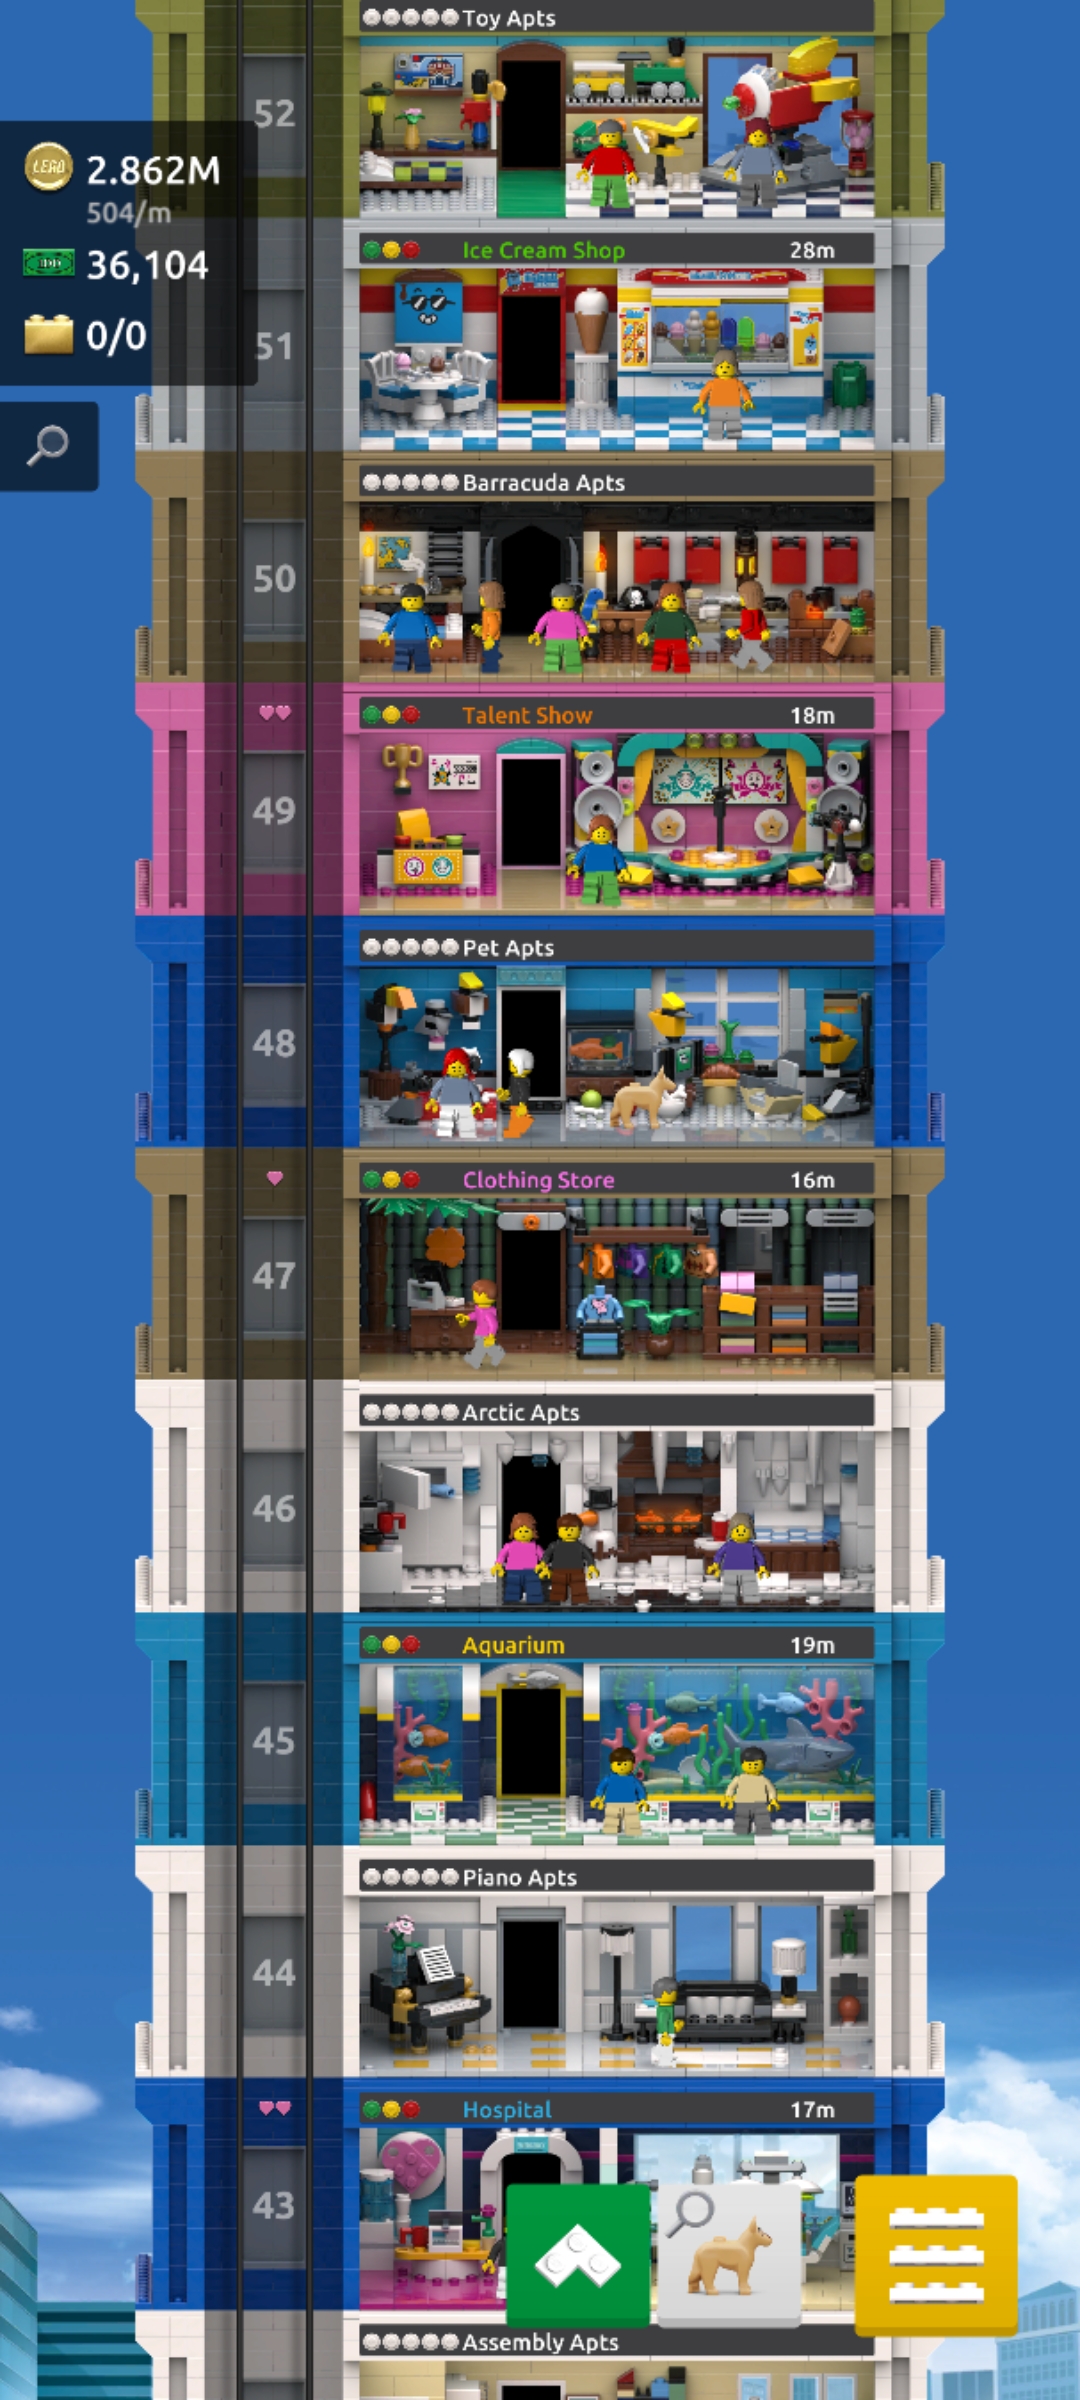 Toy Apts
52
LEGO
2.862M
504/m
36,104
0/0
Ice Cream Shop 28m
51
Barracuda Apts
50
Talent Show 18m
49
Pet Apts
48
Clothing Store 16m
47
Arctic Apts
46
Aquarium 19m
45
Piano Apts
44
Hospital 17m
43
Assembly Apts